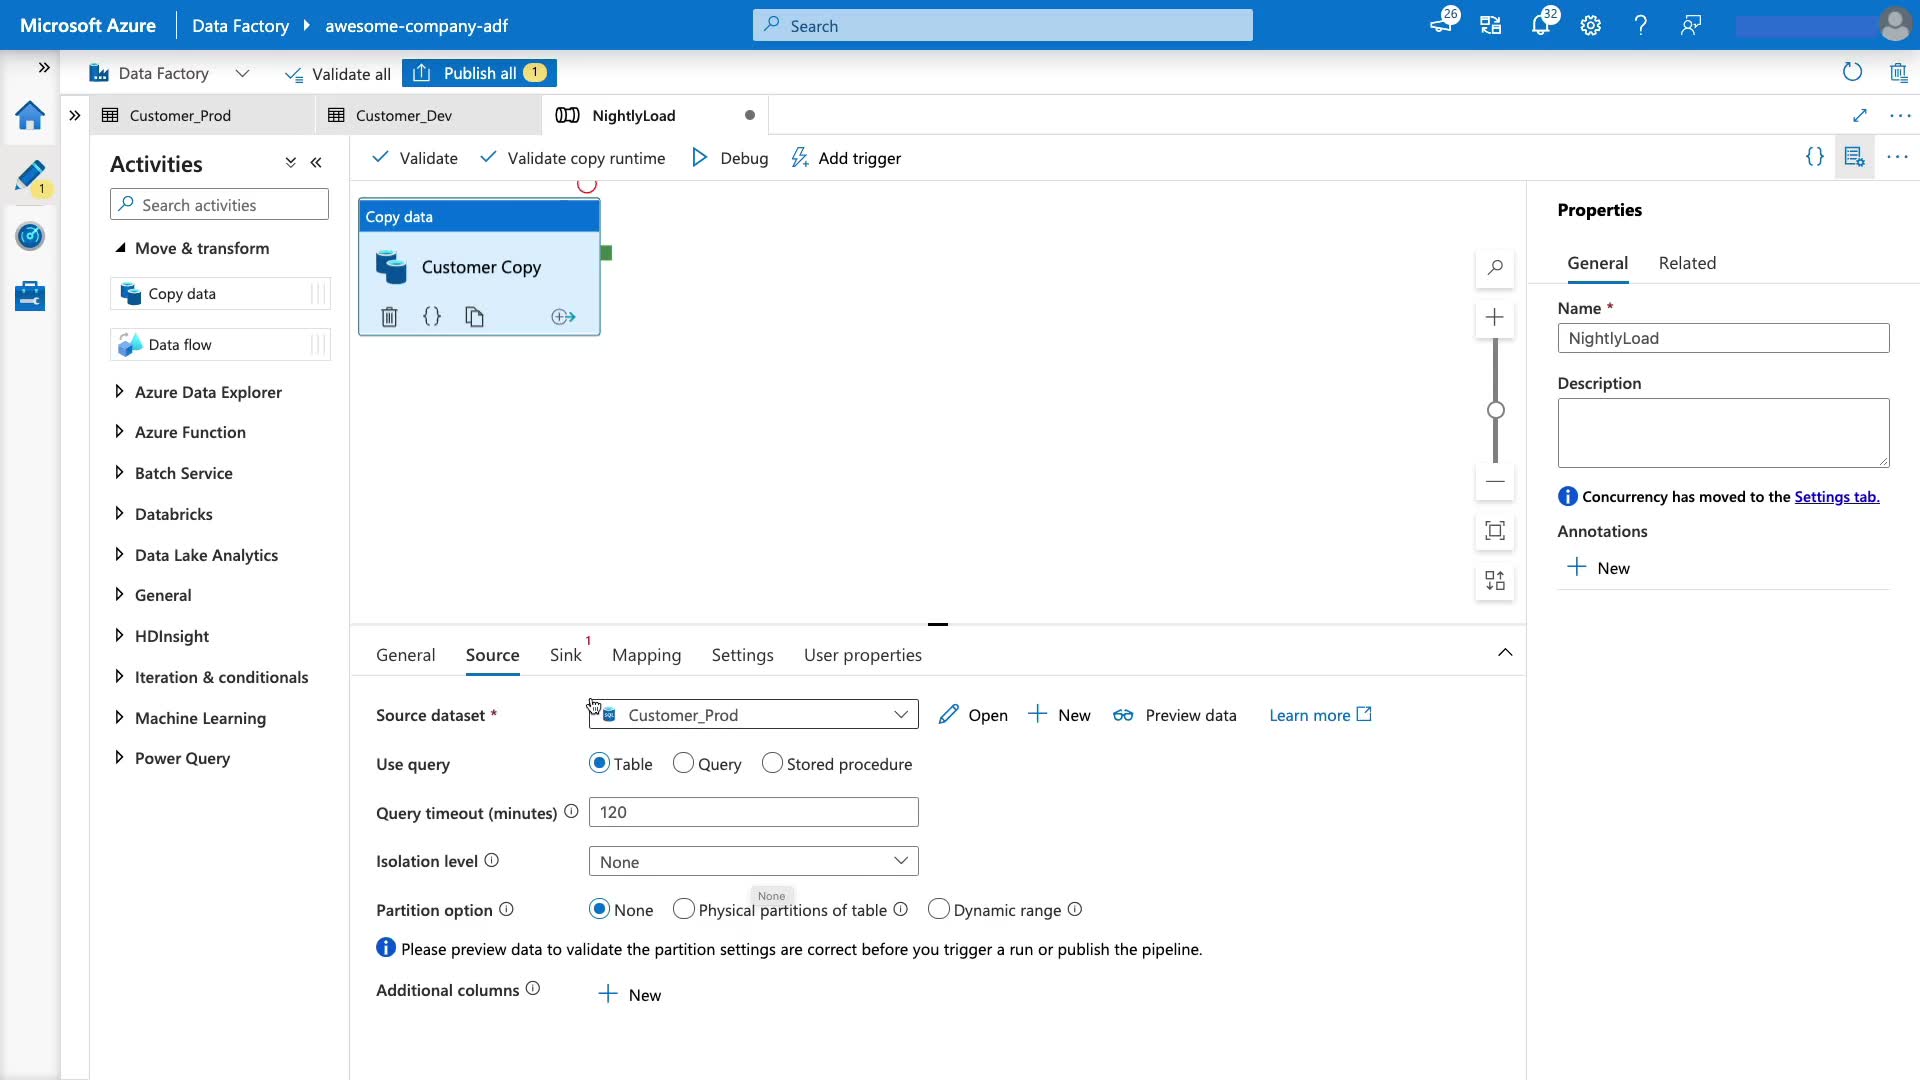 Microsoft Azure
Data Factory
awesome-company-adf
Search
26
32
Data Factory
Validate all
Publish all
1
Customer_Prod
Customer_Dev
NightlyLoad
1
Activities
Search activities
Move & transform
Copy data
Data flow
Azure Data Explorer
Azure Function
Batch Service
Databricks
Data Lake Analytics
General
HDInsight
Iteration & conditionals
Machine Learning
Power Query
Validate
Validate copy runtime
Debug
Add trigger
Copy data
Customer Copy
General
Source
Sink 1
Mapping
Settings
User properties
Source dataset *
Customer_Prod
Open
New
Preview data
Learn more
Use query
Table
Query
Stored procedure
Query timeout (minutes)
120
Isolation level
None
None
Partition option
None
Physical partitions of table
Dynamic range
Please preview data to validate the partition settings are correct before you trigger a run or publish the pipeline.
Additional columns
New
Properties
General
Related
Name *
NightlyLoad
Description
Concurrency has moved to the Settings tab.
Annotations
New